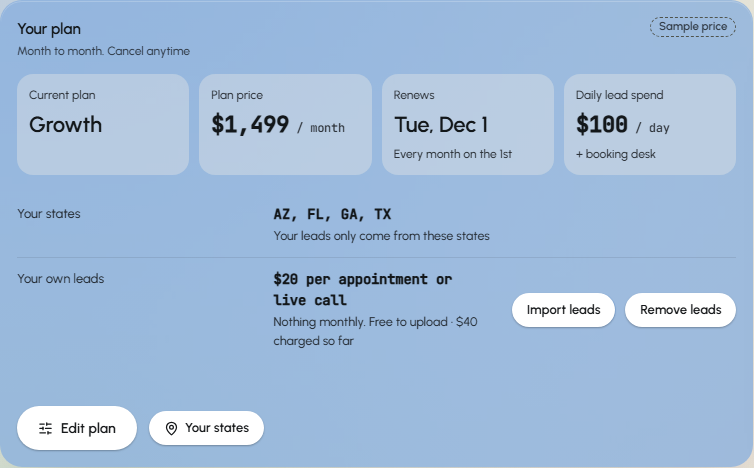 Your plan
Sample price
Month to month. Cancel anytime
Current plan
Growth
Plan price
$1,499 / month
Renews
Tue, Dec 1
Every month on the 1st
Daily lead spend
$100 / day
+ booking desk
Your states
AZ, FL, GA, TX
Your leads only come from these states
Your own leads
$20 per appointment or
live call
Nothing monthly. Free to upload · $40
charged so far
Import leads
Remove leads
Edit plan
Your states